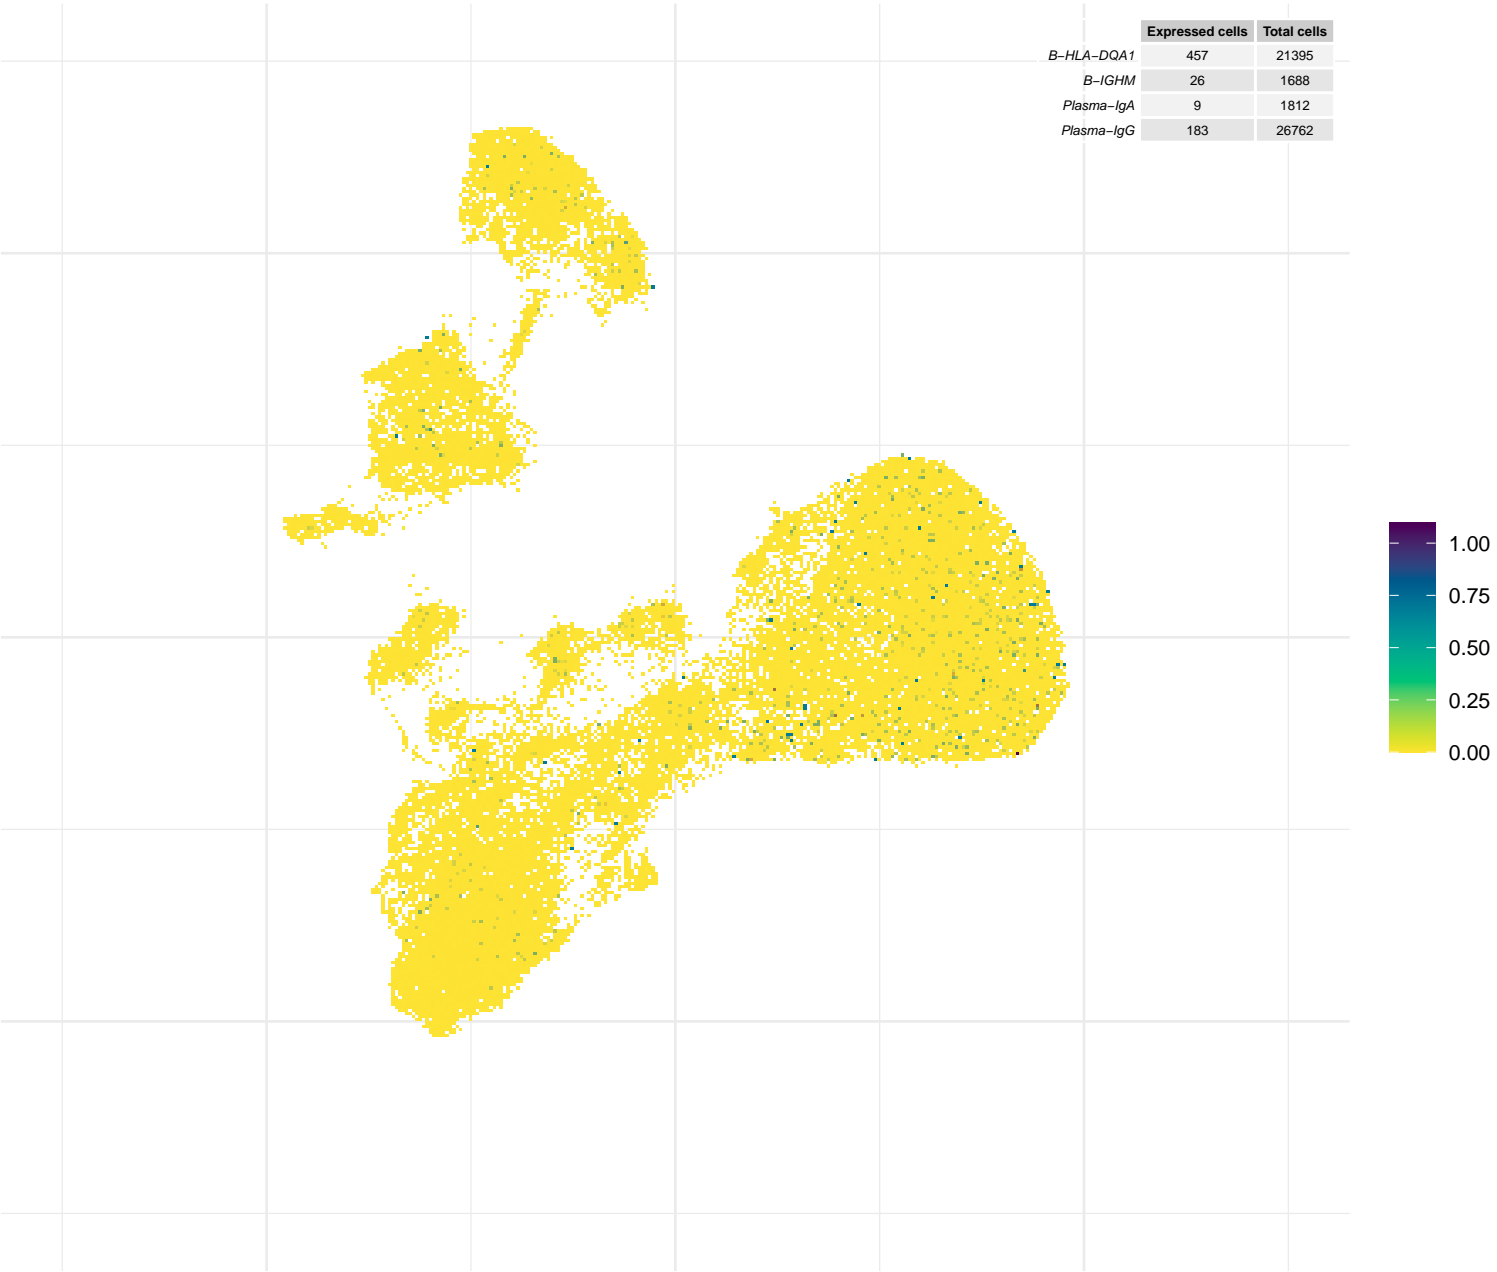 Expressed cells Total cells
B−HLA−DQA1 457 21395
B−IGHM 26 1688
Plasma−IgA 9 1812
Plasma−IgG 183 26762
1.00
0.75
0.50
0.25
0.00